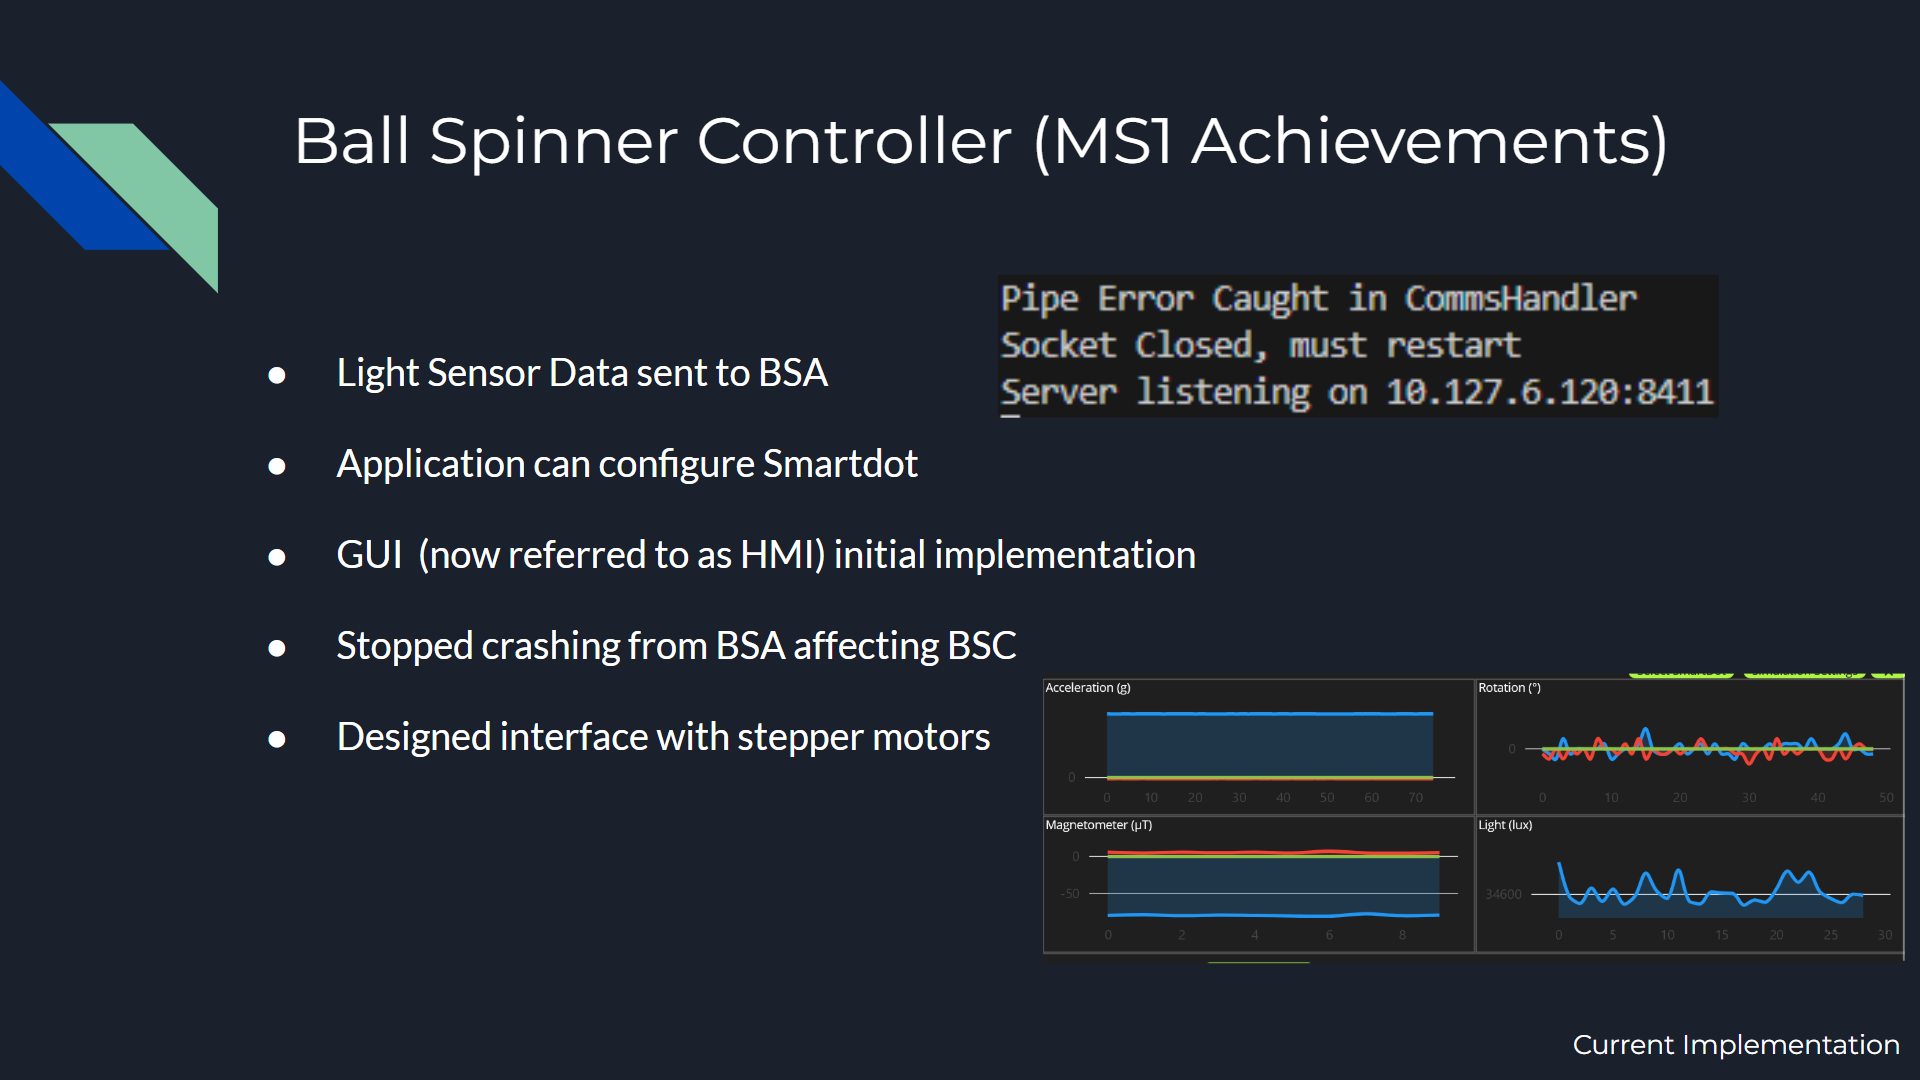 Ball Spinner Controller (MS1 Achievements)
Pipe Error Caught in CommsHandler
Socket Closed, must restart
Server listening on 10.127.6.120:8411
● Light Sensor Data sent to BSA
● Application can configure Smartdot
● GUI (now referred to as HMI) initial implementation
● Stopped crashing from BSA affecting BSC
● Designed interface with stepper motors
Acceleration (g)
0
0 10 20 30 40 50 60 70
Rotation (°)
0
0 10 20 30 40 50
Magnetometer (μT)
0
-50
0 2 4 6 8
Light (lux)
34600
0 5 10 15 20 25 30
Current Implementation